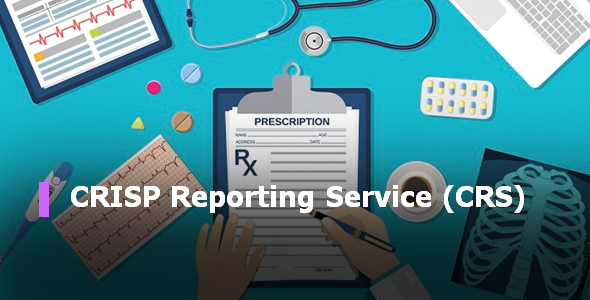 PRESCRIPTION
NAME AGE
ADDRESS DATE
Rx
CRISP Reporting Service (CRS)